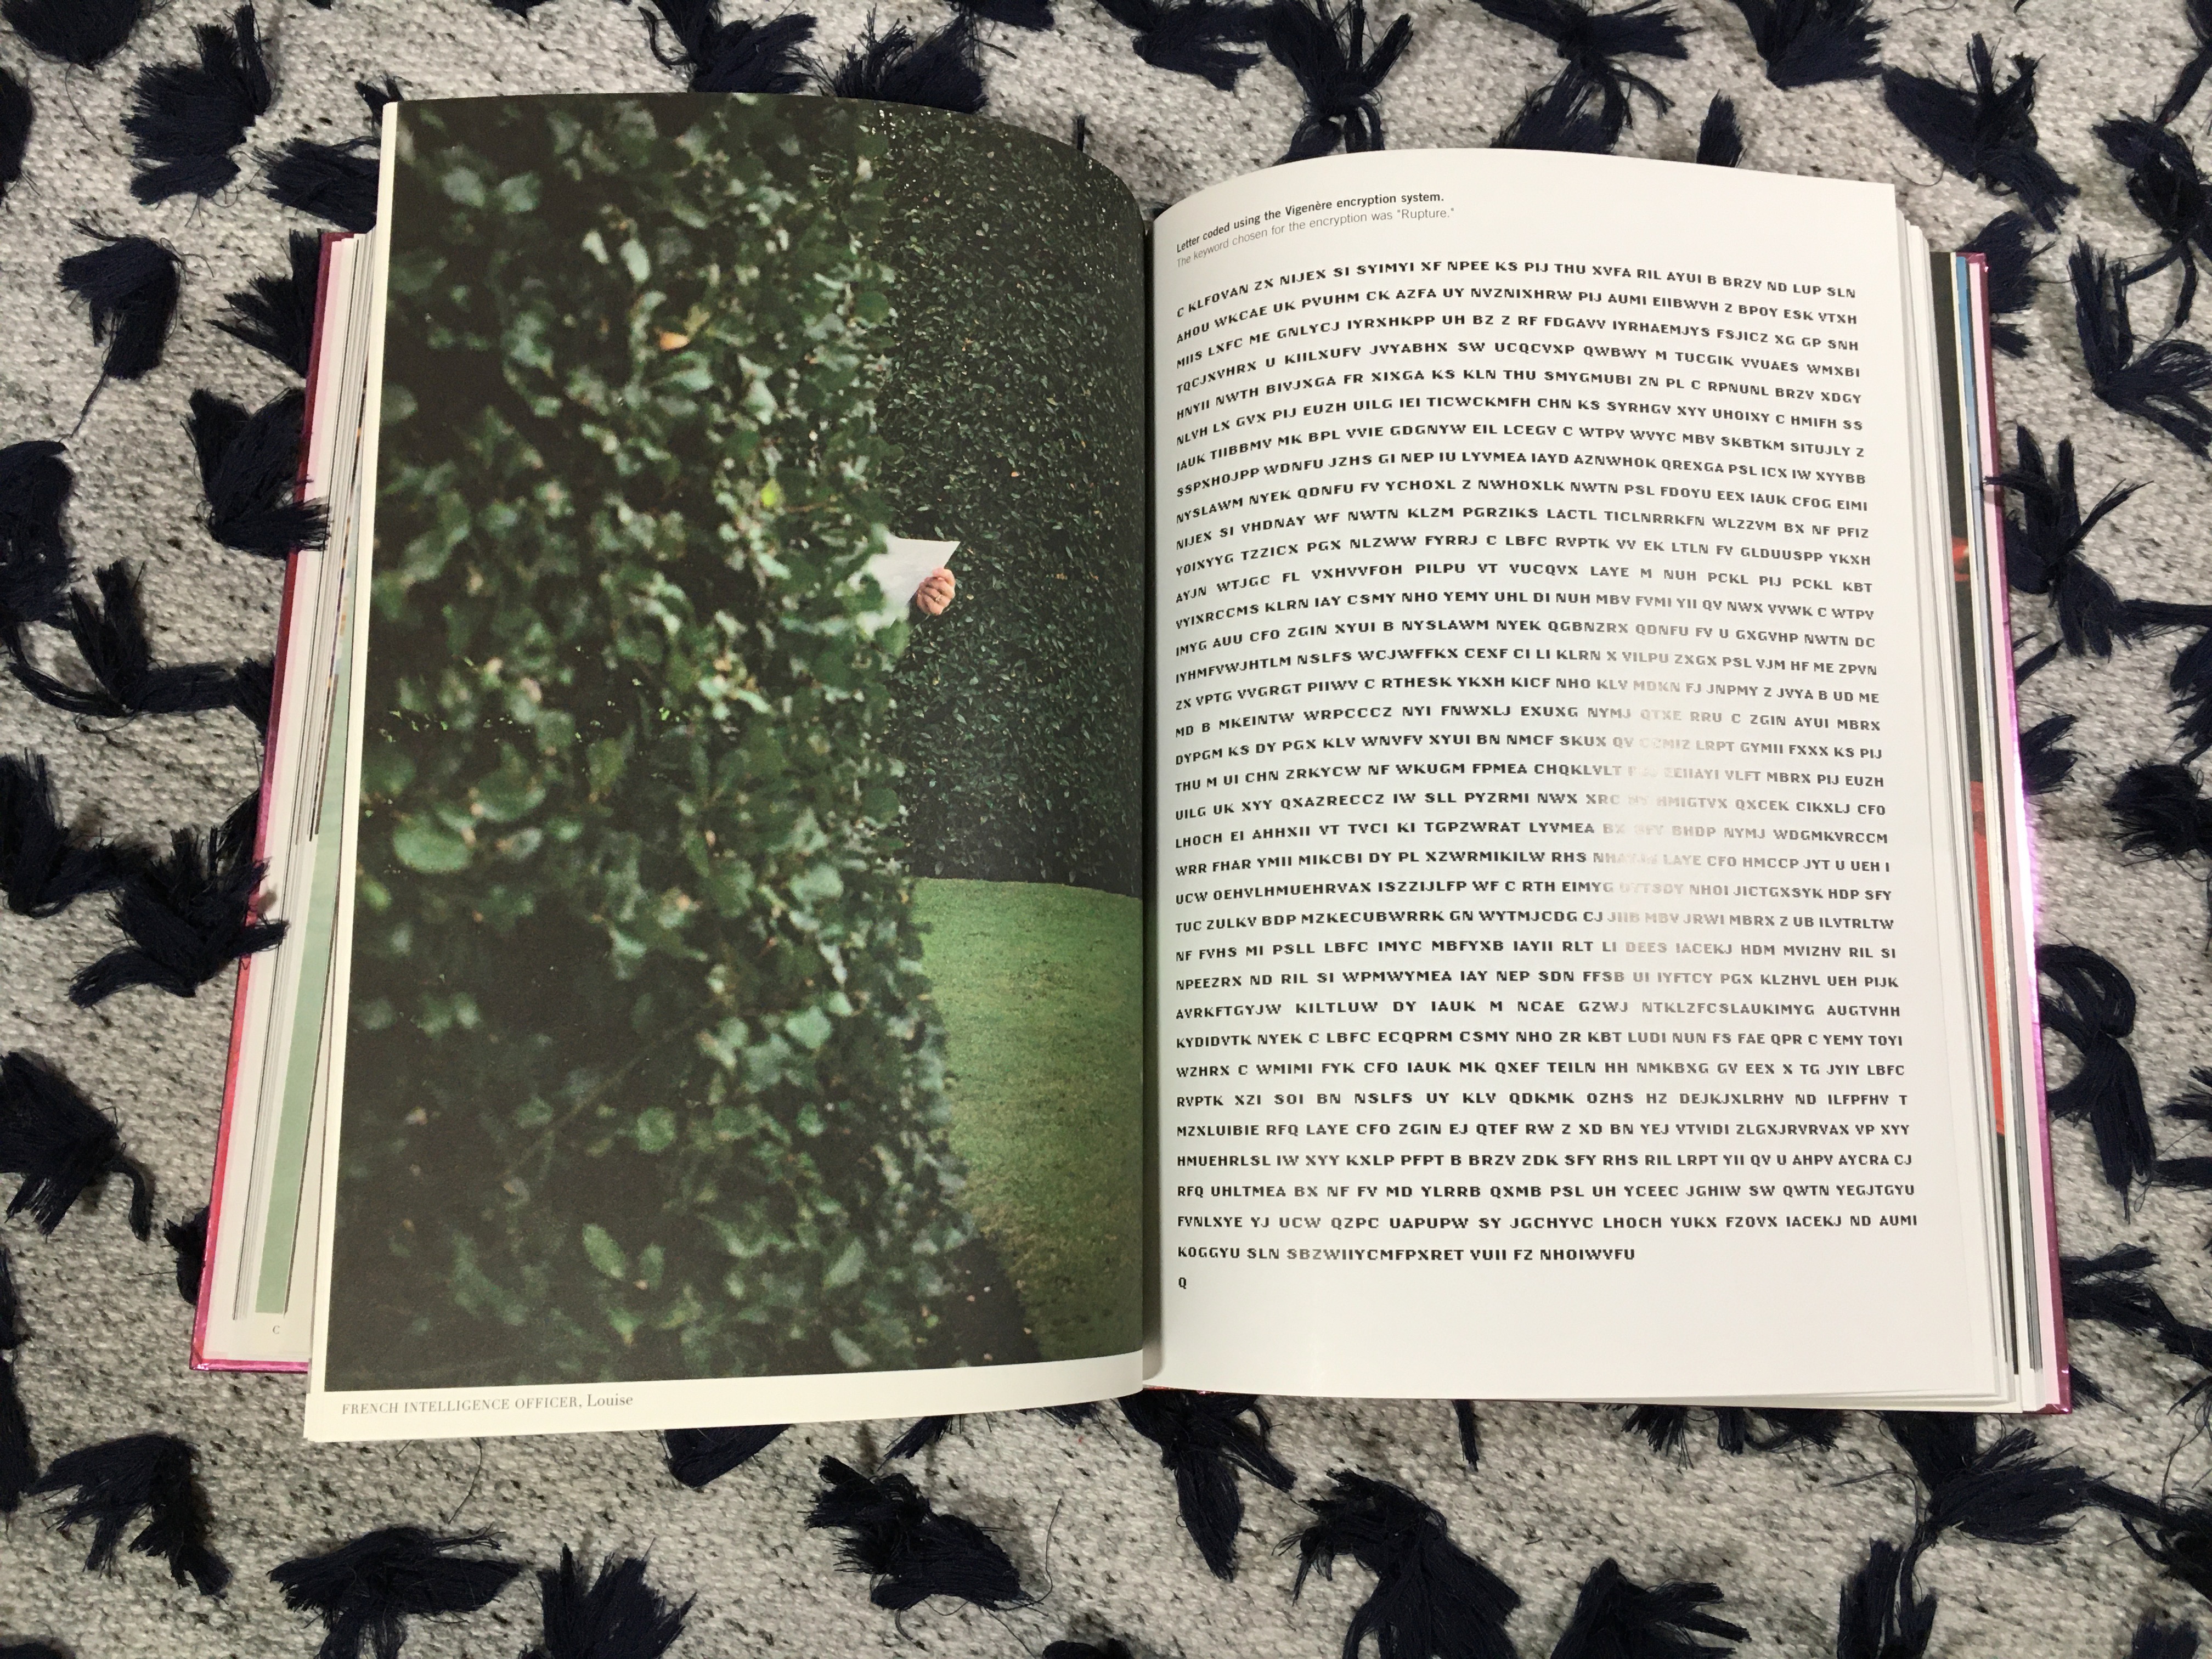 FRENCH INTELLIGENCE OFFICER, Louise
C
Letter coded using the Vigenère encryption system.
The keyword chosen for the encryption was "Rupture."
C KLFOVAN ZX NIJEX SI SYIMYI XF NPEE KS PIJ THU XVFA RIL AYUI B BRZV ND LUP SLN
AHOU WKCAE UK PVUHM CK AZFA UY NVZNIXHRW PIJ AUMI EIIBWVH Z BPOY ESK VTXH
MIIS LXFC ME GNLYCJ IYRXHKPP UH BZ Z RF FDGAVV IYRHAEMJYS FSJICZ XG GP SNH
TQCJXVHRX U KIILXUFV JVYABHX SW UCQCVXP QWBWY M TUCGIK VVUAES WMXBI
HNYII NWTH BIVJXGA FR XIXGA KS KLN THU SMYGMUBI ZN PL C RPNUNL BRZV XDGY
NLVH LX GVX PIJ EUZH UILG IEI TICWCKMFH CHN KS SYRHGV XYY UHOIXY C HMIFH SS
IAUK TIIBBMV MK BPL VVIE GDGNYW EIL LCEGV C WTPV WVYC MBV SKBTKM SITUJLY Z
SSPXHOJPP WDNFU JZHS GI NEP IU LYVMEA IAYD AZNWHOK QREXGA PSL ICX IW XYYBB
NYSLAWM NYEK QDNFU FV YCHOXL Z NWHOXLK NWTN PSL FDOYU EEX IAUK CFOG EIMI
NIJEX SI VHDNAY WF NWTN KLZM PGRZIKS LACTL TICLNRRKFN WLZZVM BX NF PFIZ
YOIXYYG TZZICX PGX NLZWW FYRRJ C LBFC RVPTK VV EK LTLN FV GLDUUSPP YKXH
AYJN WTJGC FL VXHVVFOH PILPU VT VUCQVX LAYE M NUH PCKL PIJ PCKL KBT
VYIXRCCMS KLRN IAY CSMY NHO YEMY UHL DI NUH MBV FVMI YII QV NWX VVWK C WTPV
IMYG AUU CFO ZGIN XYUI B NYSLAWM NYEK QGBNZRX QDNFU FV U GXGVHP NWTN DC
IYHMFVWJHTLM NSLFS WCJWFFKX CEXF CI LI KLRN X VILPU ZXGX PSL VJM HF ME ZPVN
ZX VPTG VVGRGT PIIWV C RTHESK YKXH KICF NHO KLV MDKN FJ JNPMY Z JVYA B UD ME
MD B MKEINTW WRPCCCZ NYI FNWXLJ EXUXG NYMJ QTXE RRU C ZGIN AYUI MBRX
DYPGM KS DY PGX KLV WNVFV XYUI BN NMCF SKUX QV LRPT GYMII FXXX KS PIJ
THU M UI CHN ZRKYCW NF WKUGM FPMEA CHQKLVLT VLFT MBRX PIJ EUZH
UILG UK XYY QXAZRECCZ IW SLL PYZRMI NWX XRC HMIGTVX QXCEK CIKXLJ CFO
LHOCH EI AHHXII VT TVCI KI TGPZWRAT LYVMEA BX BHDP NYMJ WDGMKVRCCM
WRR FHAR YMII MIKCBI DY PL XZWRMIKILW RHS LAYE CFO HMCCP JYT U UEH I
UCW OEHVLHMUEHRVAX ISZZIJLFP WF C RTH EIMYG NHOI JICTGXSYK HDP SFY
TUC ZULKV BDP MZKECUBWRRK GN WYTMJCDG CJ JIIB MBV JRWI MBRX Z UB ILVTRLTW
NF FVHS MI PSLL LBFC IMYC MBFYXB IAYII RLT LI DEES IACEKJ HDM MVIZHV RIL SI
NPEEZRX ND RIL SI WPMWYMEA IAY NEP SDN FFSB UI IYFTCY PGX KLZHVL UEH PIJK
AVRKFTGYJW KILTLUW DY IAUK M NCAE GZWJ NTKLZFCSLAUKIMYG AUGTVHH
KYDIDVTK NYEK C LBFC ECQPRM CSMY NHO ZR KBT LUDI NUN FS FAE QPR C YEMY TOYI
WZHRX C WMIMI FYK CFO IAUK MK QXEF TEILN HH NMKBXG GV EEX X TG JYIY LBFC
RVPTK XZI SOI BN NSLFS UY KLV QDKMK OZHS HZ DEJKJXLRHV ND ILFPFHV T
MZXLUIBIE RFQ LAYE CFO ZGIN EJ QTEF RW Z XD BN YEJ VTVIDI ZLGXJRVRVAX VP XYY
HMUEHRLSL IW XYY KXLP PFPT B BRZV ZDK SFY RHS RIL LRPT YII QV U AHPV AYCRA CJ
RFQ UHLTMEA BX NF FV MD YLRRB QXMB PSL UH YCEEC JGHIW SW QWTN YEGJTGYU
FVNLXYE YJ UCW QZPC UAPUPW SY JGCHYVC LHOCH YUKX FZOVX IACEKJ ND AUMI
KOGGYU SLN SBZWIIYCMFPXRET VUII FZ NHOIWVFU
Q